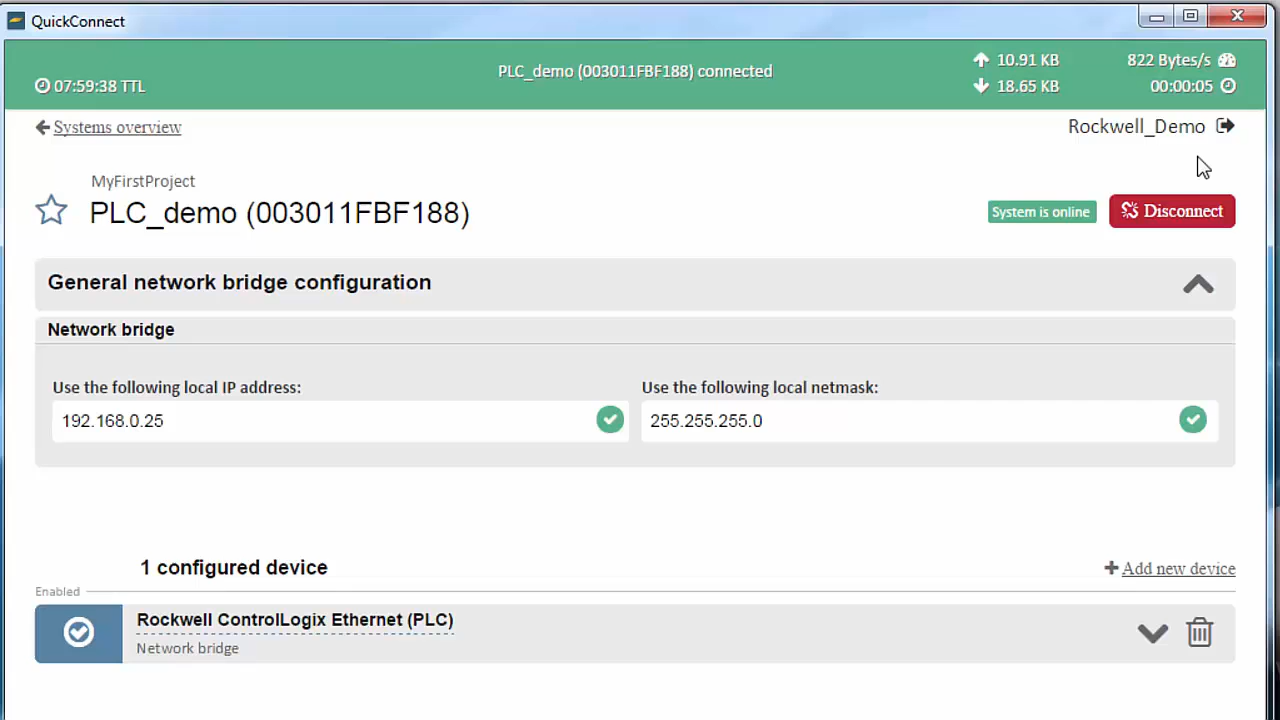 QuickConnect
07:59:38 TTL
PLC_demo (003011FBF188) connected
10.91 KB
18.65 KB
822 Bytes/s
00:00:05
Systems overview
Rockwell_Demo
MyFirstProject
PLC_demo (003011FBF188)
System is online
Disconnect
General network bridge configuration
Network bridge
Use the following local IP address:
192.168.0.25
Use the following local netmask:
255.255.255.0
1 configured device
Add new device
Enabled
Rockwell ControlLogix Ethernet (PLC)
Network bridge